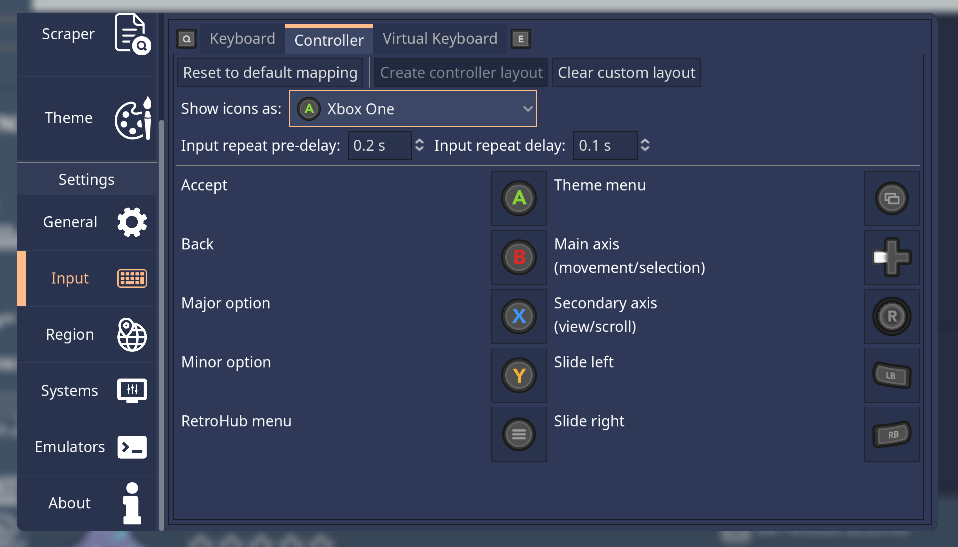 Scraper
Theme
Settings
General
Input
Region
Systems
Emulators
About
Q Keyboard Controller Virtual Keyboard E
Reset to default mapping Create controller layout Clear custom layout
Show icons as: A Xbox One
Input repeat pre-delay: 0.2 s Input repeat delay: 0.1 s
Accept A Theme menu
Back B Main axis
(movement/selection)
Major option X Secondary axis
(view/scroll) R
Minor option Y Slide left LB
RetroHub menu Slide right RB